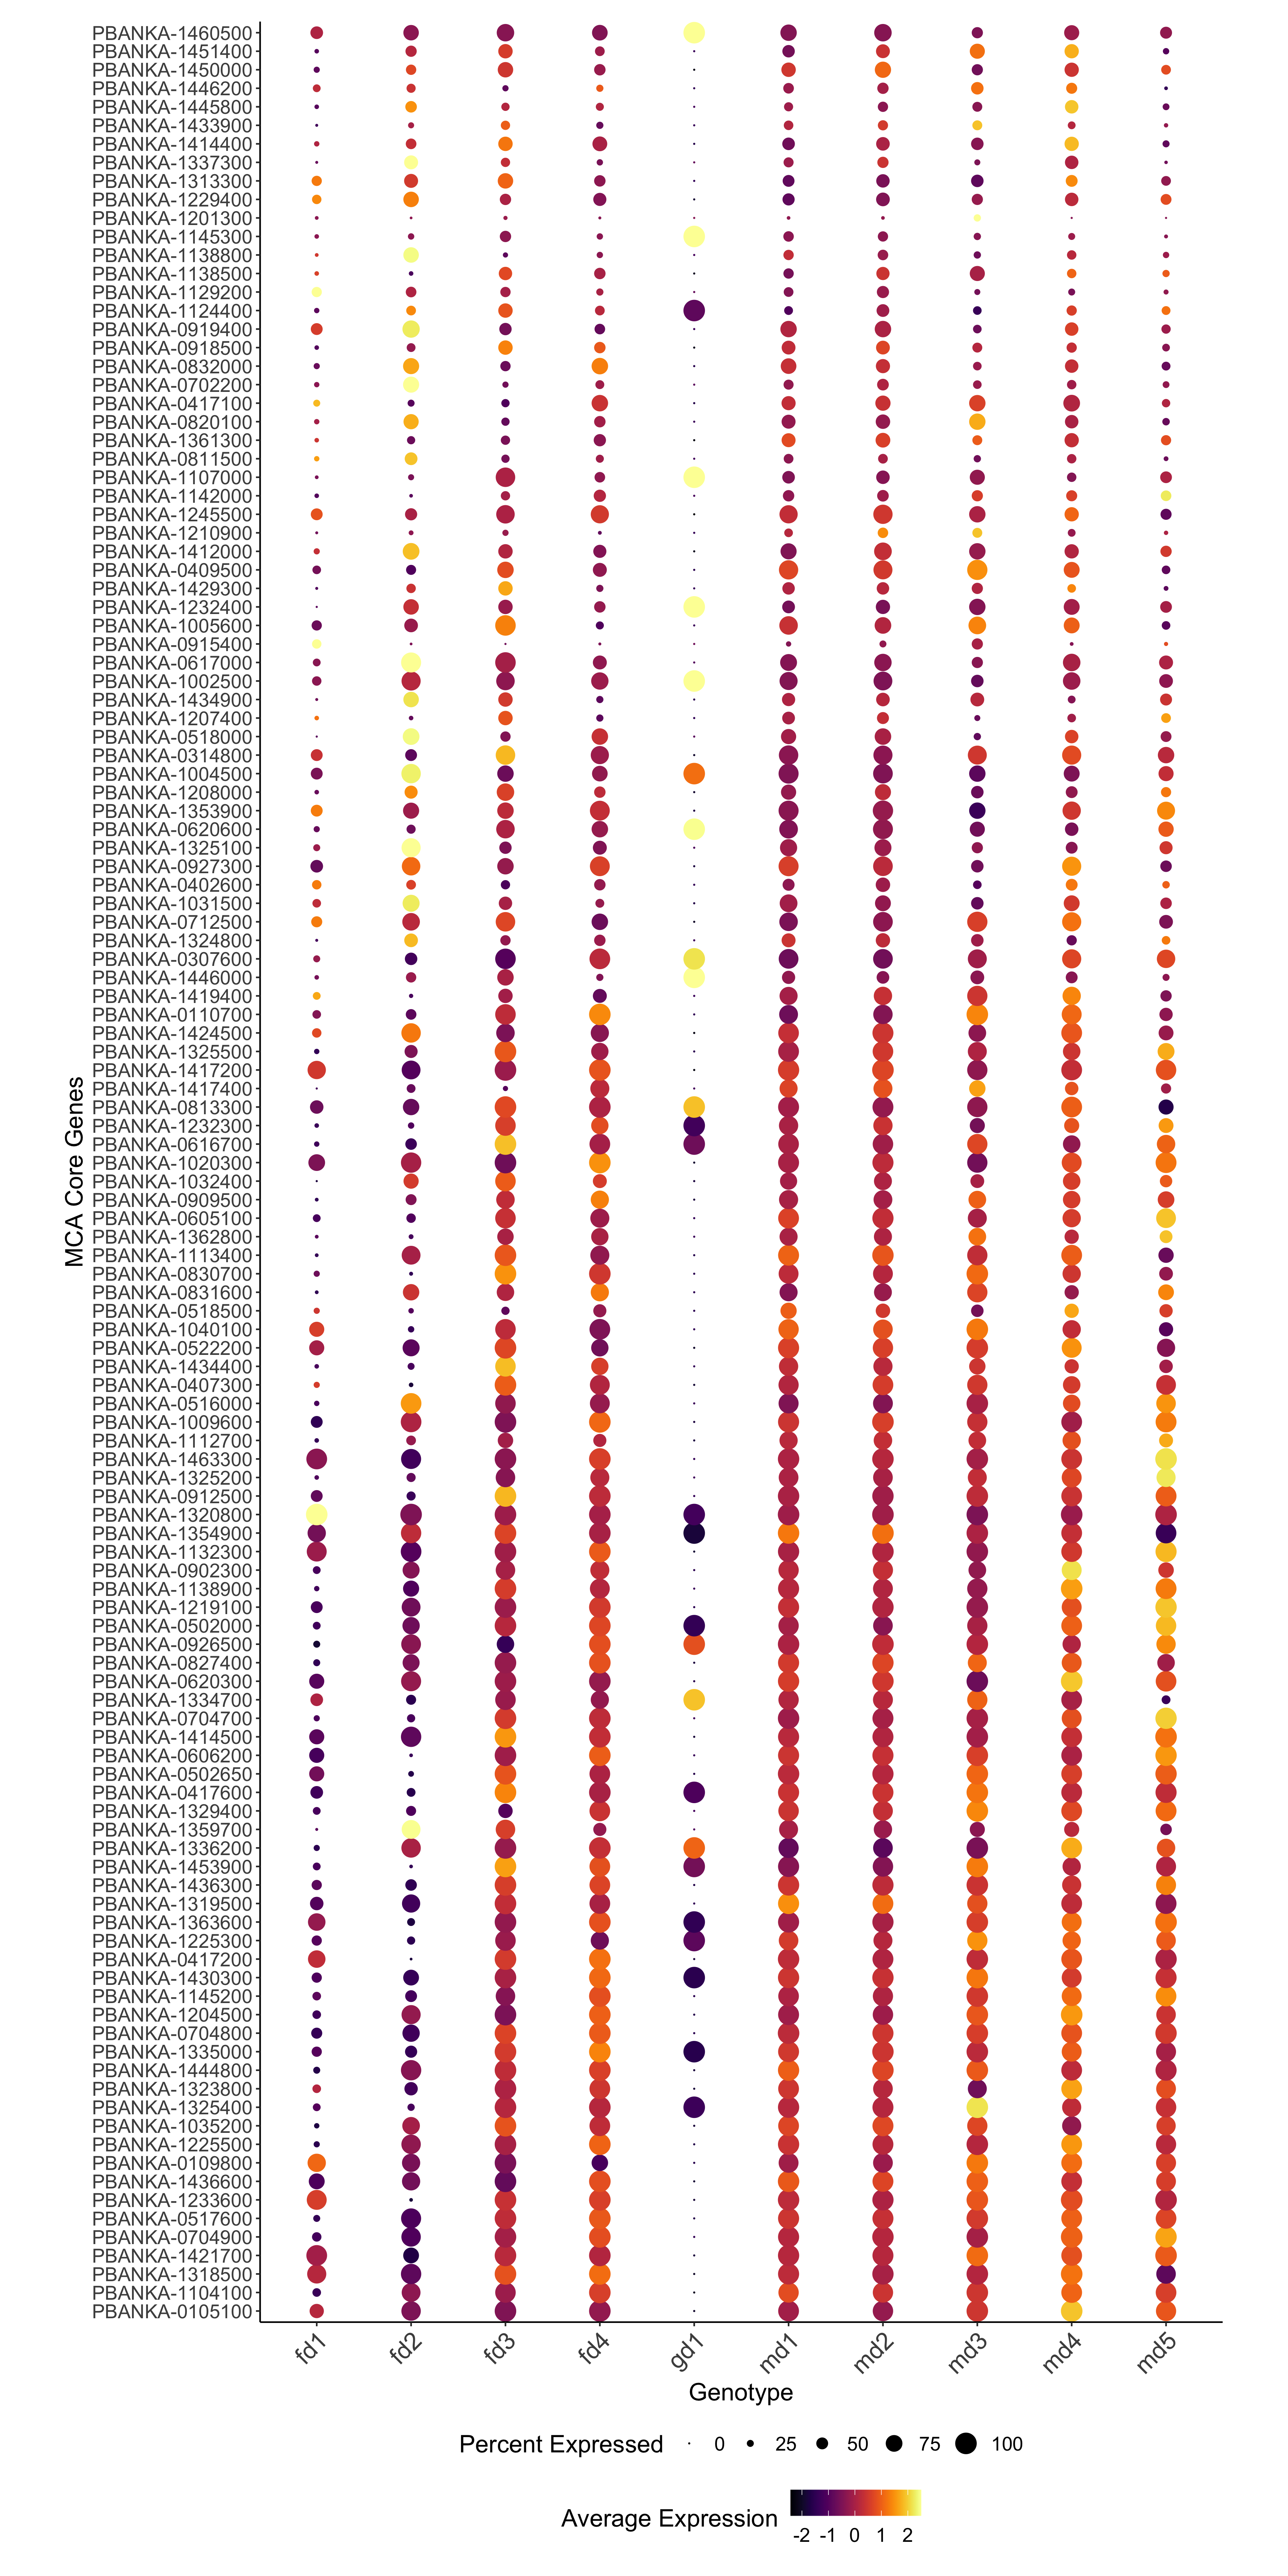 PBANKA-1460500
PBANKA-1451400
PBANKA-1450000
PBANKA-1446200
PBANKA-1445800
PBANKA-1433900
PBANKA-1414400
PBANKA-1337300
PBANKA-1313300
PBANKA-1229400
PBANKA-1201300
PBANKA-1145300
PBANKA-1138800
PBANKA-1138500
PBANKA-1129200
PBANKA-1124400
PBANKA-0919400
PBANKA-0918500
PBANKA-0832000
PBANKA-0702200
PBANKA-0417100
PBANKA-0820100
PBANKA-1361300
PBANKA-0811500
PBANKA-1107000
PBANKA-1142000
PBANKA-1245500
PBANKA-1210900
PBANKA-1412000
PBANKA-0409500
PBANKA-1429300
PBANKA-1232400
PBANKA-1005600
PBANKA-0915400
PBANKA-0617000
PBANKA-1002500
PBANKA-1434900
PBANKA-1207400
PBANKA-0518000
PBANKA-0314800
PBANKA-1004500
PBANKA-1208000
PBANKA-1353900
PBANKA-0620600
PBANKA-1325100
PBANKA-0927300
PBANKA-0402600
PBANKA-1031500
PBANKA-0712500
PBANKA-1324800
PBANKA-0307600
PBANKA-1446000
PBANKA-1419400
PBANKA-0110700
PBANKA-1424500
PBANKA-1325500
PBANKA-1417200
PBANKA-1417400
PBANKA-0813300
PBANKA-1232300
PBANKA-0616700
PBANKA-1020300
PBANKA-1032400
PBANKA-0909500
PBANKA-0605100
PBANKA-1362800
PBANKA-1113400
PBANKA-0830700
PBANKA-0831600
PBANKA-0518500
PBANKA-1040100
PBANKA-0522200
PBANKA-1434400
PBANKA-0407300
PBANKA-0516000
PBANKA-1009600
PBANKA-1112700
PBANKA-1463300
PBANKA-1325200
PBANKA-0912500
PBANKA-1320800
PBANKA-1354900
PBANKA-1132300
PBANKA-0902300
PBANKA-1138900
PBANKA-1219100
PBANKA-0502000
PBANKA-0926500
PBANKA-0827400
PBANKA-0620300
PBANKA-1334700
PBANKA-0704700
PBANKA-1414500
PBANKA-0606200
PBANKA-0502650
PBANKA-0417600
PBANKA-1329400
PBANKA-1359700
PBANKA-1336200
PBANKA-1453900
PBANKA-1436300
PBANKA-1319500
PBANKA-1363600
PBANKA-1225300
PBANKA-0417200
PBANKA-1430300
PBANKA-1145200
PBANKA-1204500
PBANKA-0704800
PBANKA-1335000
PBANKA-1444800
PBANKA-1323800
PBANKA-1325400
PBANKA-1035200
PBANKA-1225500
PBANKA-0109800
PBANKA-1436600
PBANKA-1233600
PBANKA-0517600
PBANKA-0704900
PBANKA-1421700
PBANKA-1318500
PBANKA-1104100
PBANKA-0105100
MCA Core Genes
fd1 fd2 fd3 fd4 gd1 md1 md2 md3 md4 md5
Genotype
Percent Expressed 0 25 50 75 100
Average Expression
-2 -1 0 1 2